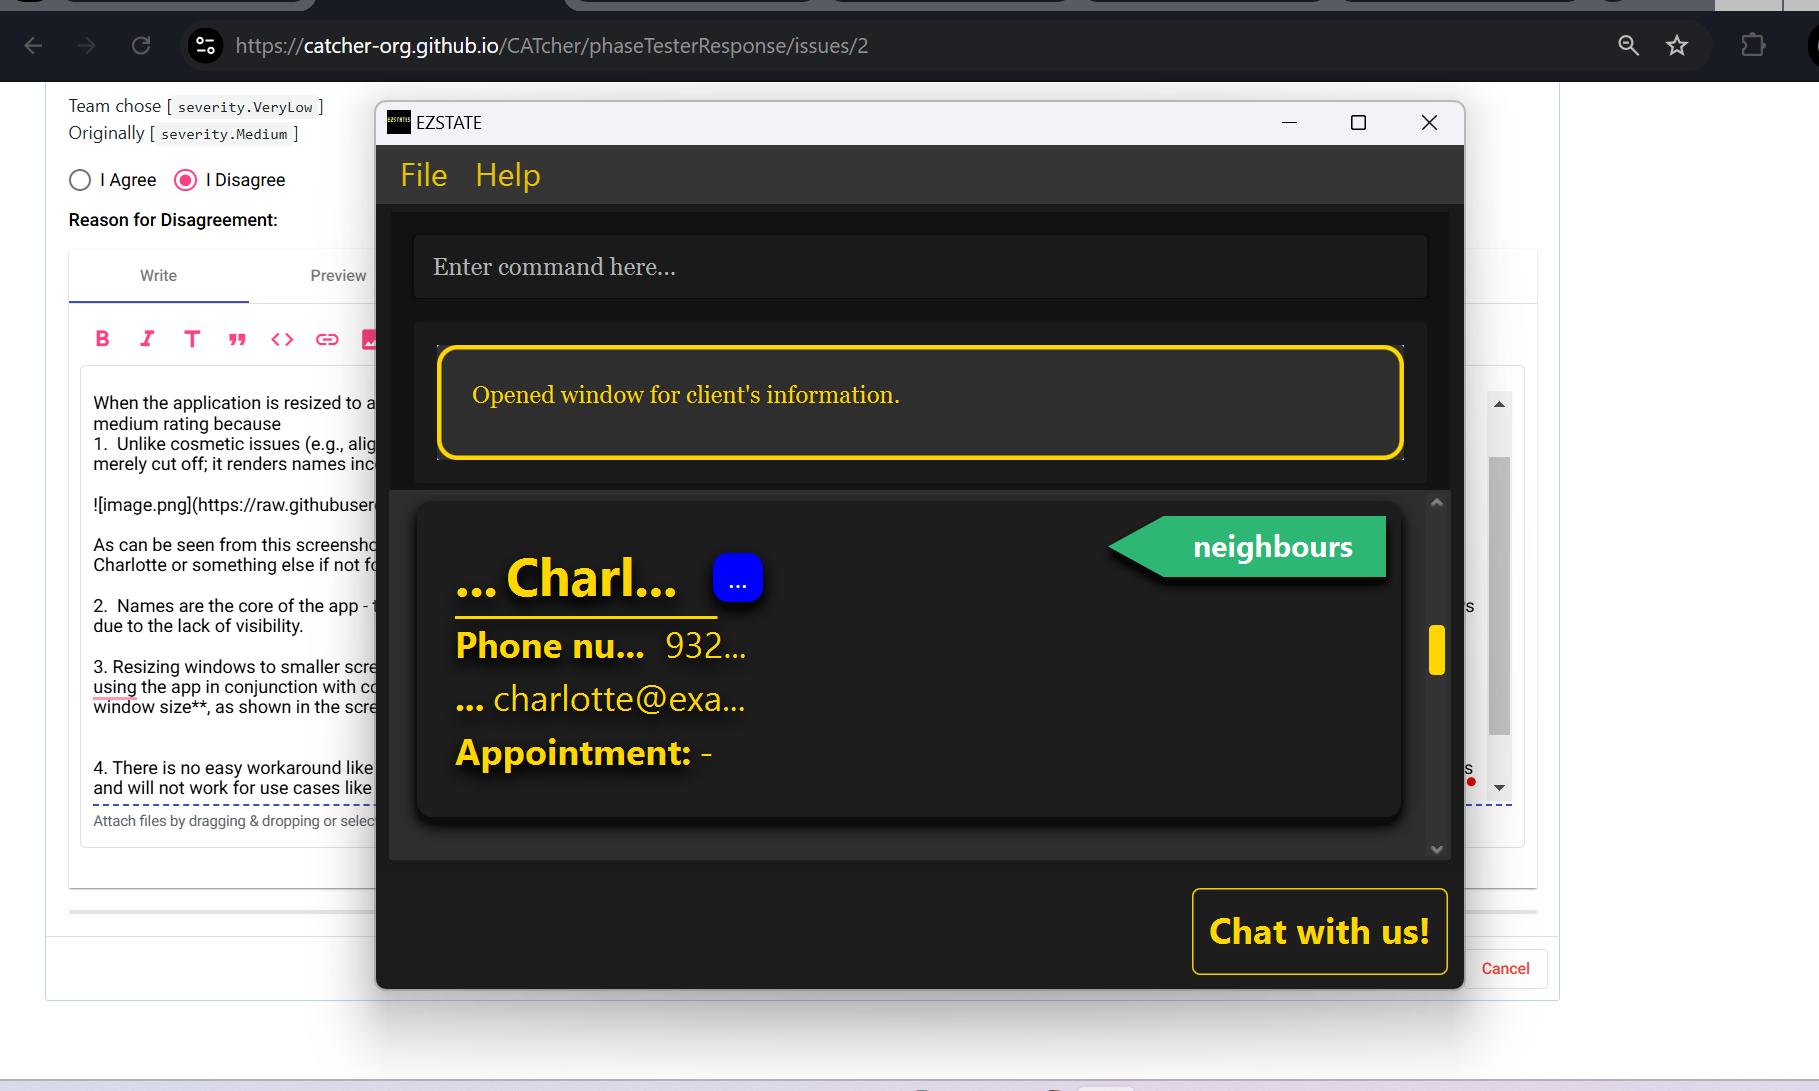 https://catcher-org.github.io/CATcher/phaseTesterResponse/issues/2
Team chose [ severity.VeryLow ]
Originally [ severity.Medium ]
I Agree
I Disagree
Reason for Disagreement:
Write
Preview
When the application is resized to a
medium rating because
1. Unlike cosmetic issues (e.g., alig
merely cut off; it renders names inc
![image.png](https://raw.githubuser
As can be seen from this screensho
Charlotte or something else if not fo
2. Names are the core of the app -
due to the lack of visibility.
3. Resizing windows to smaller scre
using the app in conjunction with co
window size**, as shown in the scre
4. There is no easy workaround like
and will not work for use cases like
Attach files by dragging & dropping or selec
Cancel
EZSTATE
File
Help
Enter command here...
Opened window for client's information.
... Charl...
...
neighbours
Phone nu... 932...
... charlotte@exa...
Appointment: -
Chat with us!